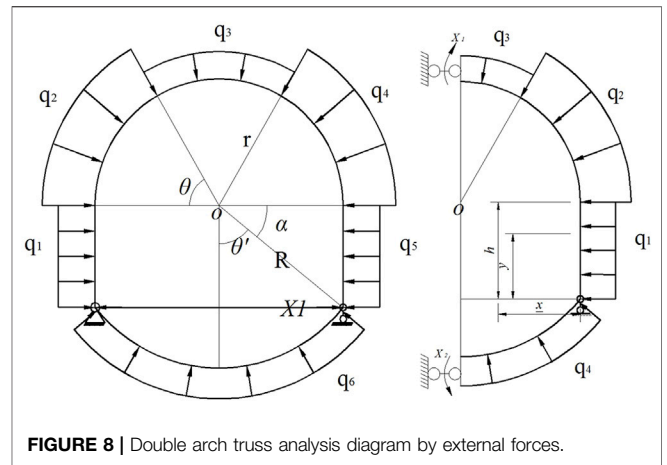 q3
q2
q4
r
θ
o
α
θ'
R
q1
q5
X1
q6
X1
q3
q2
o
h
y
q1
x
X2
q4
FIGURE 8 | Double arch truss analysis diagram by external forces.